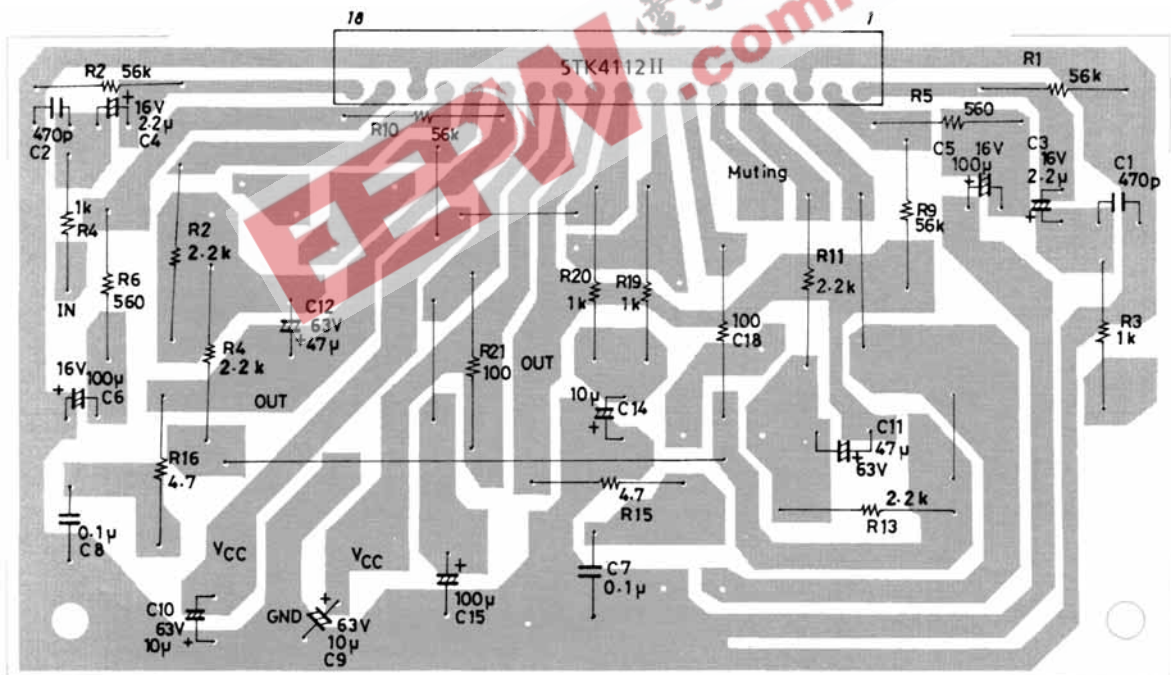 18
1
STK4112II
R2 56k
470p
C2
16V
2.2μ
C4
R10
56k
R1
56k
R5
560
C5
16V
100μ
C3
16V
2.2μ
C1
470p
Muting
1k
R4
R2
2.2k
R9
56k
R6
560
IN
C12
63V
47μ
R20
1k
R19
1k
R11
2.2k
100
C18
R3
1k
R4
2.2k
R21
100
OUT
16V
100μ
C6
OUT
10μ
C14
C11
47μ
63V
R16
4.7
4.7
R15
2.2k
R13
0.1μ
C8
VCC
VCC
C7
0.1μ
100μ
C15
C10
63V
10μ
GND
63V
10μ
C9
EEPW
.com